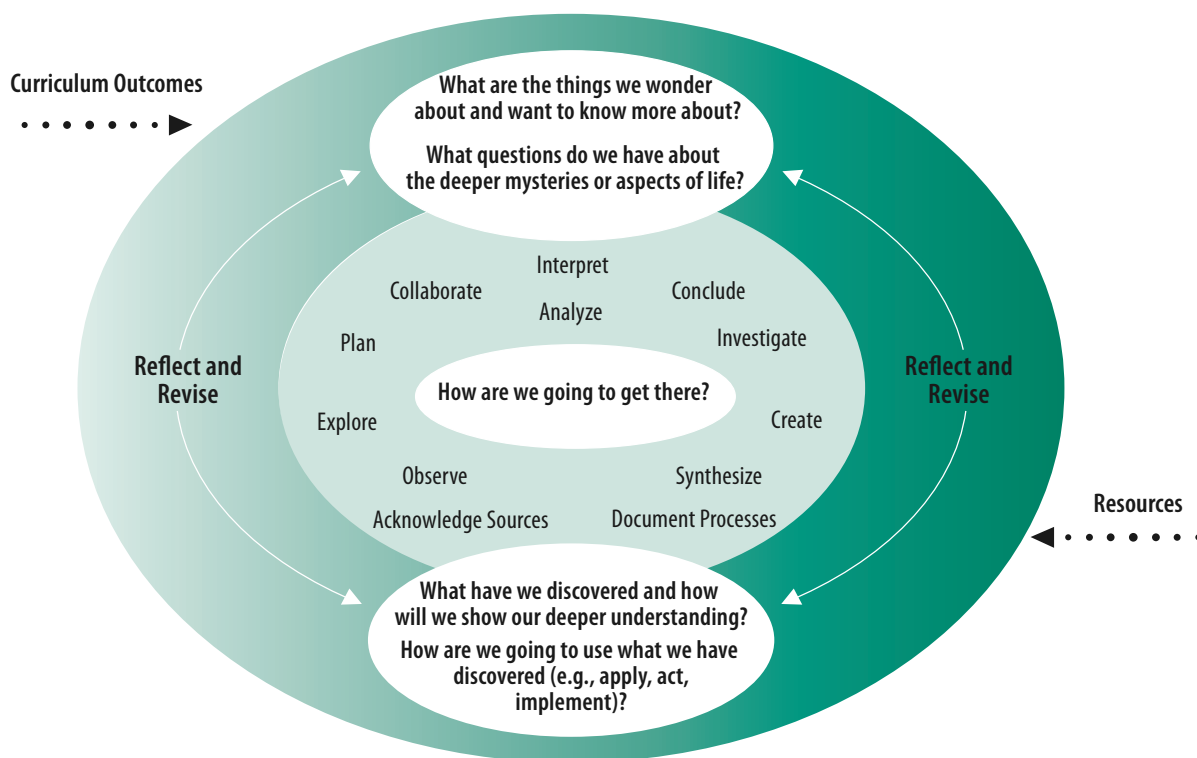 Curriculum Outcomes
What are the things we wonder
about and want to know more about?
What questions do we have about
the deeper mysteries or aspects of life?
Interpret
Collaborate
Conclude
Analyze
Plan
Investigate
Reflect and
Revise
How are we going to get there?
Reflect and
Revise
Explore
Create
Observe
Synthesize
Acknowledge Sources
Document Processes
Resources
What have we discovered and how
will we show our deeper understanding?
How are we going to use what we have
discovered (e.g., apply, act,
implement)?